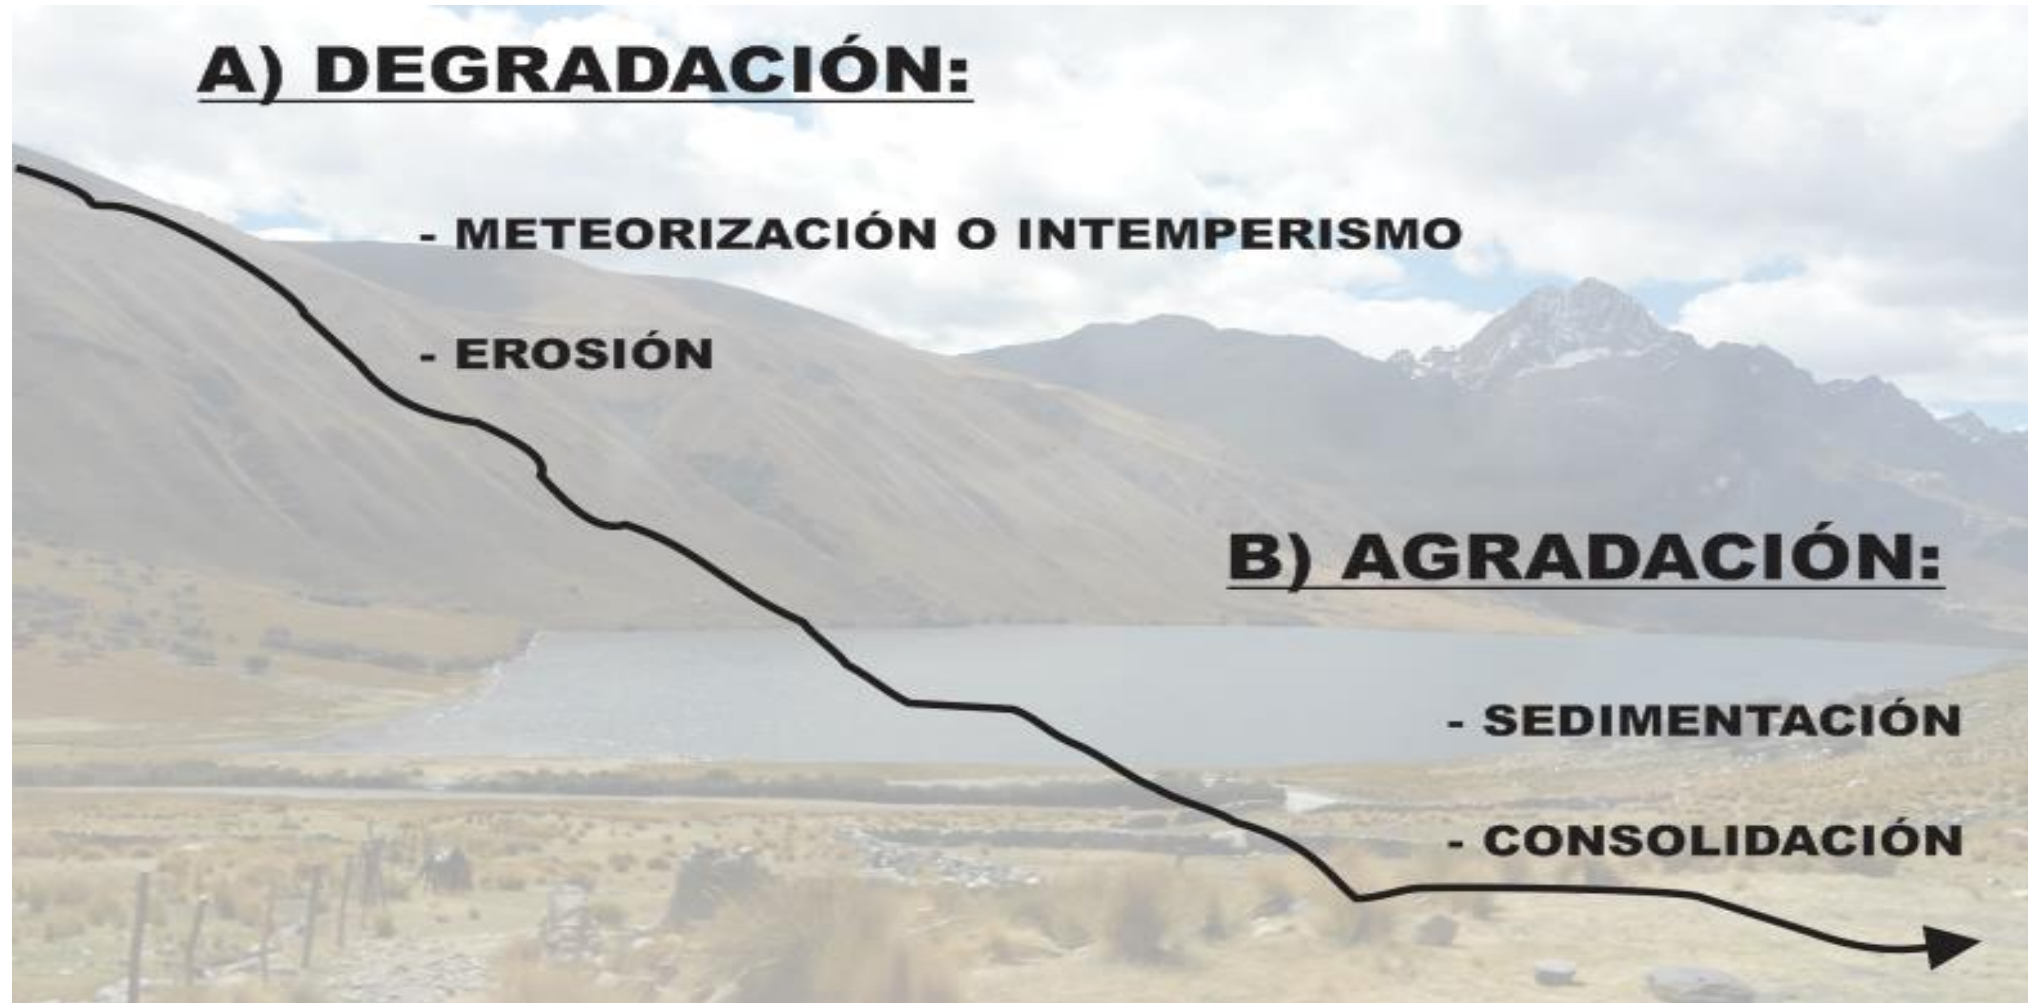 A) DEGRADACIÓN:
- METEORIZACIÓN O INTEMPERISMO
- EROSIÓN
B) AGRADACIÓN:
- SEDIMENTACIÓN
- CONSOLIDACIÓN